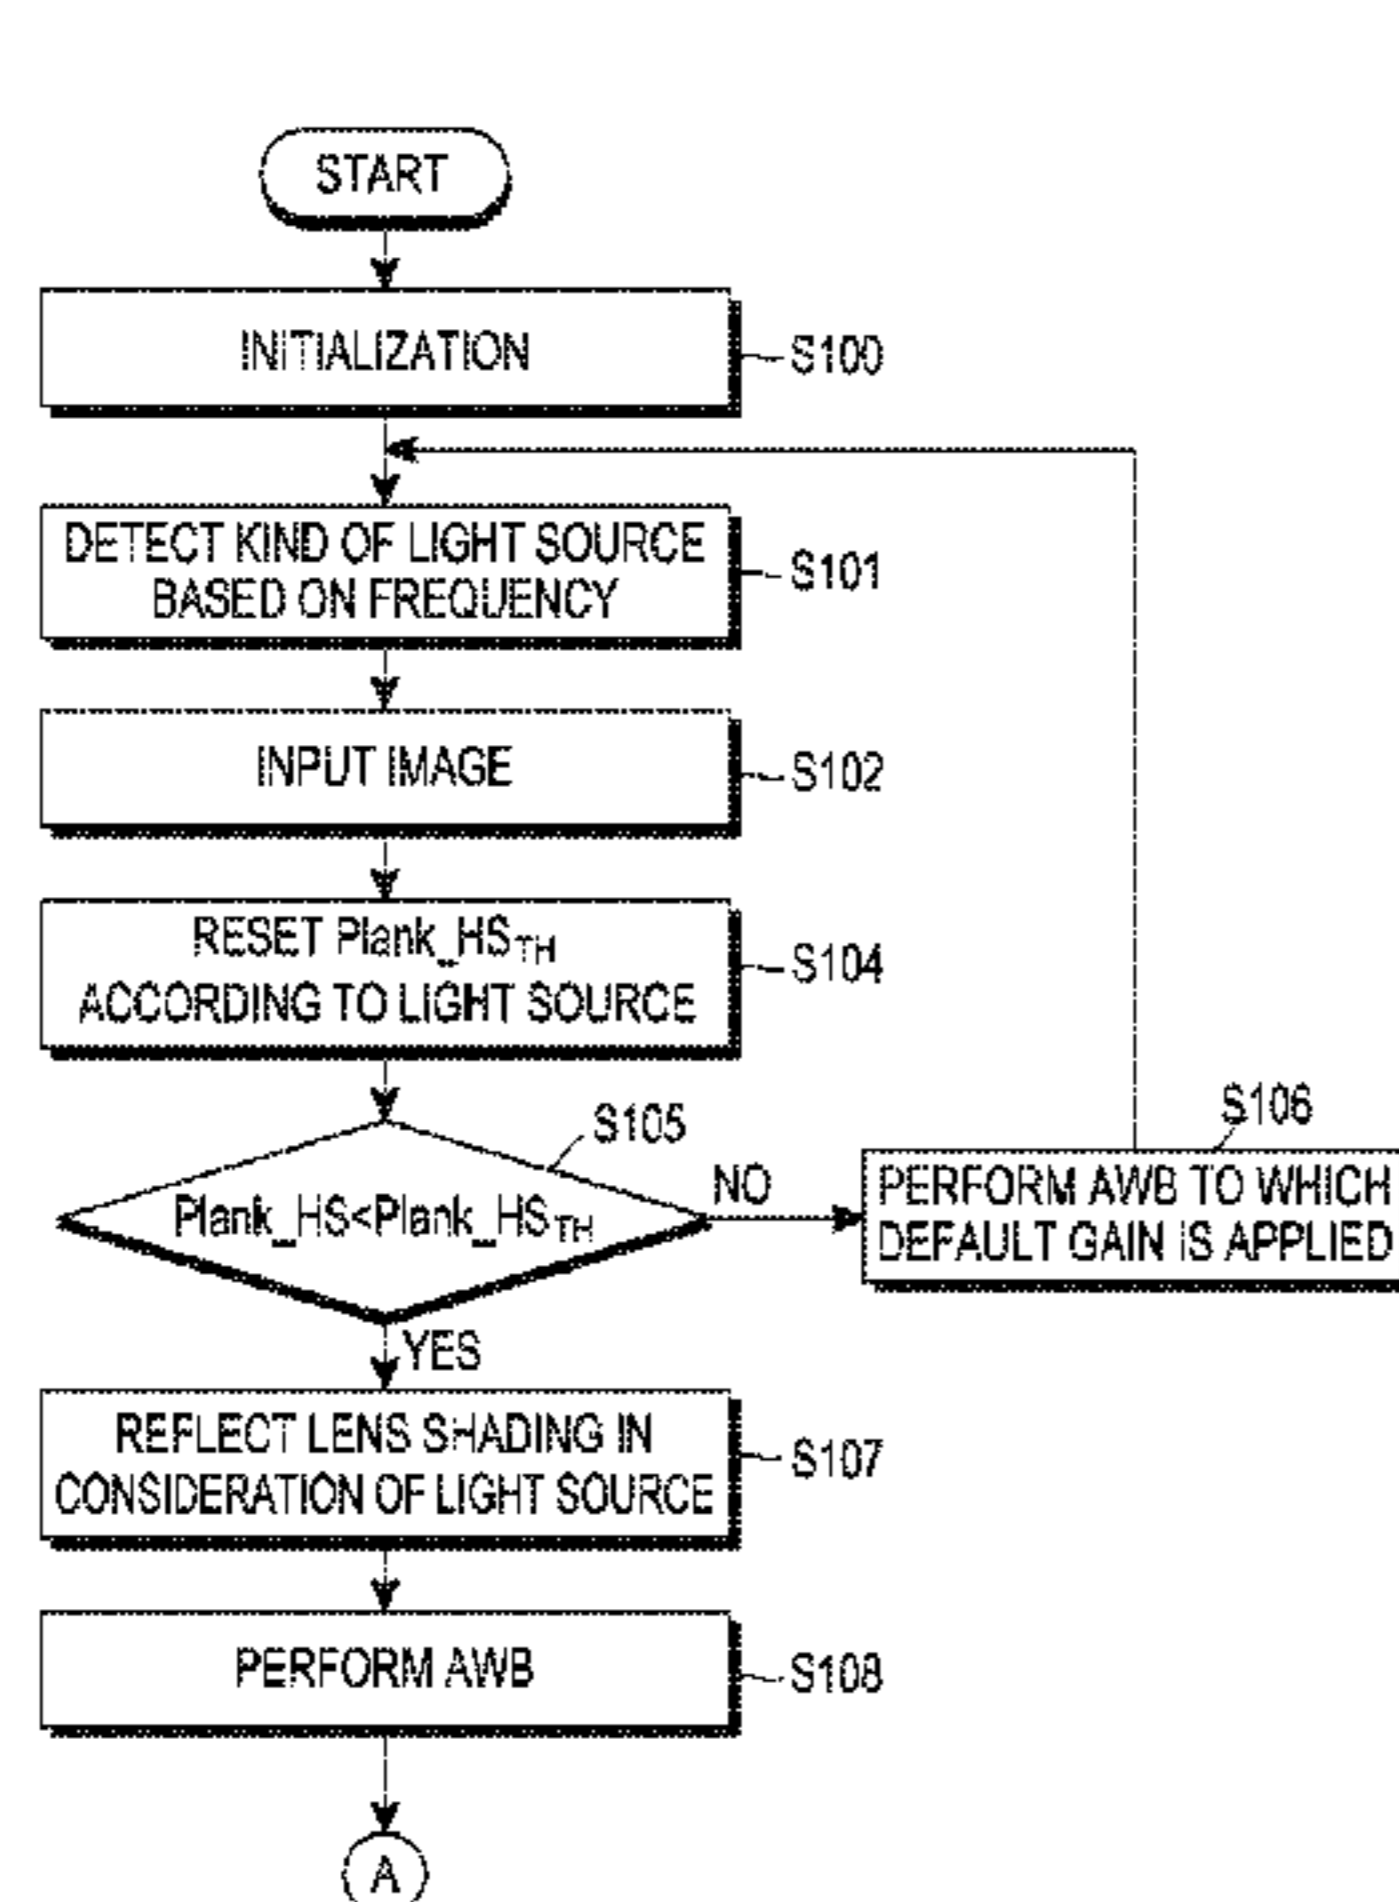 START
INITIALIZATION
S100
DETECT KIND OF LIGHT SOURCE
BASED ON FREQUENCY
S101
INPUT IMAGE
S102
RESET Plank_HSTH
ACCORDING TO LIGHT SOURCE
S104
S105
Plank_HS<Plank_HSTH
NO
S106
PERFORM AWB TO WHICH
DEFAULT GAIN IS APPLIED
YES
REFLECT LENS SHADING IN
CONSIDERATION OF LIGHT SOURCE
S107
PERFORM AWB
S108
A